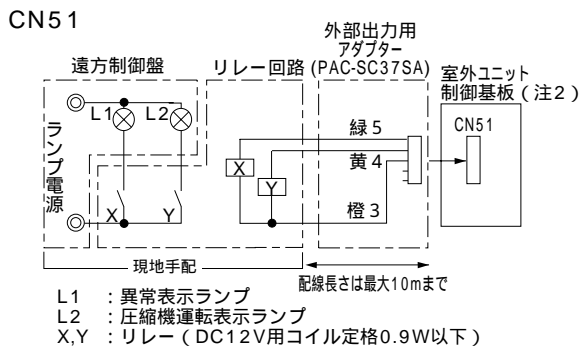 CN51
外部出力用
アダプター
遠方制御盤
リレー回路
(PAC-SC37SA)
室外ユニット
制御基板（注2）
L1
L2
ランプ電源
X
Y
X
Y
緑 5
黄 4
橙 3
CN51
現地手配
配線長さは最大10mまで
L1 ：異常表示ランプ
L2 ：圧縮機運転表示ランプ
X,Y ：リレー（DC12V用コイル定格0.9W以下）